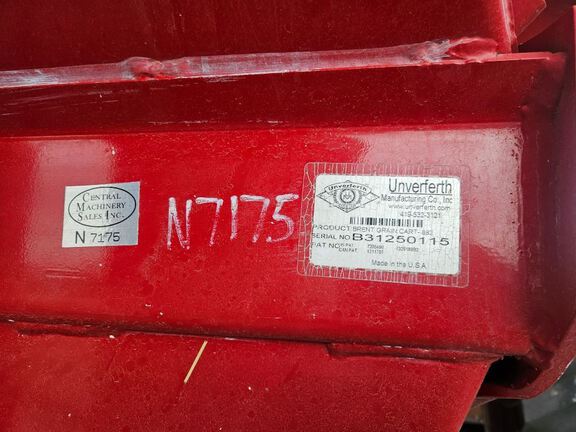 CENTRAL
MACHINERY
SALES, INC.
N 7175
N7175
Unverferth
Unverferth
Manufacturing Co., Inc
www.unverferth.com
419-532-3121
PRODUCT: BRENT GRAIN CART- 882
SERIAL NO B31250115
PAT NO
Made in the U.S.A.